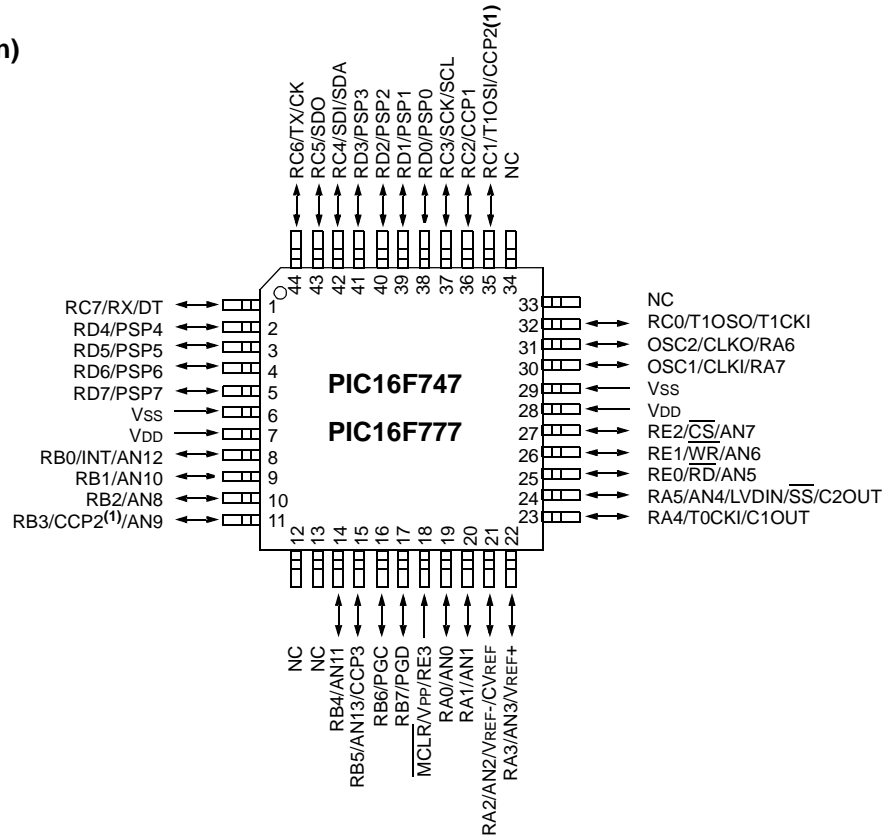 n)
RC6/TX/CK
RC5/SDO
RC4/SDI/SDA
RD3/PSP3
RD2/PSP2
RD1/PSP1
RD0/PSP0
RC3/SCK/SCL
RC2/CCP1
RC1/T1OSI/CCP2(1)
NC
44
43
42
41
40
39
38
37
36
35
34
RC7/RX/DT 1
RD4/PSP4 2
RD5/PSP5 3
RD6/PSP6 4
RD7/PSP7 5
VSS 6
VDD 7
RB0/INT/AN12 8
RB1/AN10 9
RB2/AN8 10
RB3/CCP2(1)/AN9 11
PIC16F747
PIC16F777
33 NC
32 RC0/T1OSO/T1CKI
31 OSC2/CLKO/RA6
30 OSC1/CLKI/RA7
29 VSS
28 VDD
27 RE2/CS/AN7
26 RE1/WR/AN6
25 RE0/RD/AN5
24 RA5/AN4/LVDIN/SS/C2OUT
23 RA4/T0CKI/C1OUT
12
13
14
15
16
17
18
19
20
21
22
NC
NC
RB4/AN11
RB5/AN13/CCP3
RB6/PGC
RB7/PGD
MCLR/VPP/RE3
RA0/AN0
RA1/AN1
RA2/AN2/VREF-/CVREF
RA3/AN3/VREF+